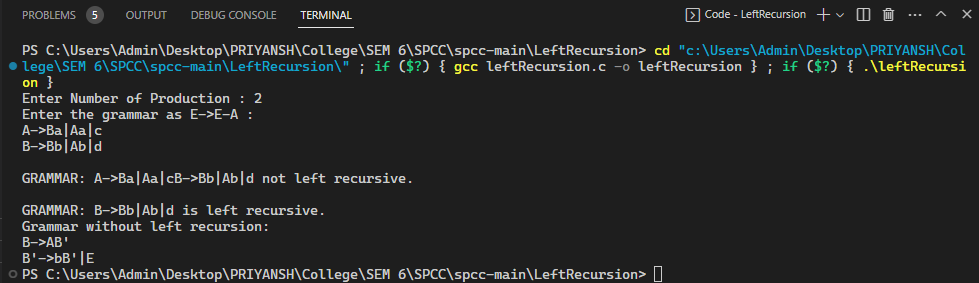 PROBLEMS 5 OUTPUT DEBUG CONSOLE TERMINAL Code - LeftRecursion
PS C:\Users\Admin\Desktop\PRIYANSH\College\SEM 6\SPCC\spcc-main\LeftRecursion> cd "c:\Users\Admin\Desktop\PRIYANSH\Col
lege\SEM 6\SPCC\spcc-main\LeftRecursion\" ; if ($?) { gcc leftRecursion.c -o leftRecursion } ; if ($?) { .\leftRecursi
on }
Enter Number of Production : 2
Enter the grammar as E->E-A :
A->Ba|Aa|c
B->Bb|Ab|d
GRAMMAR: A->Ba|Aa|cB->Bb|Ab|d not left recursive.
GRAMMAR: B->Bb|Ab|d is left recursive.
Grammar without left recursion:
B->AB'
B'->bB'|E
PS C:\Users\Admin\Desktop\PRIYANSH\College\SEM 6\SPCC\spcc-main\LeftRecursion>